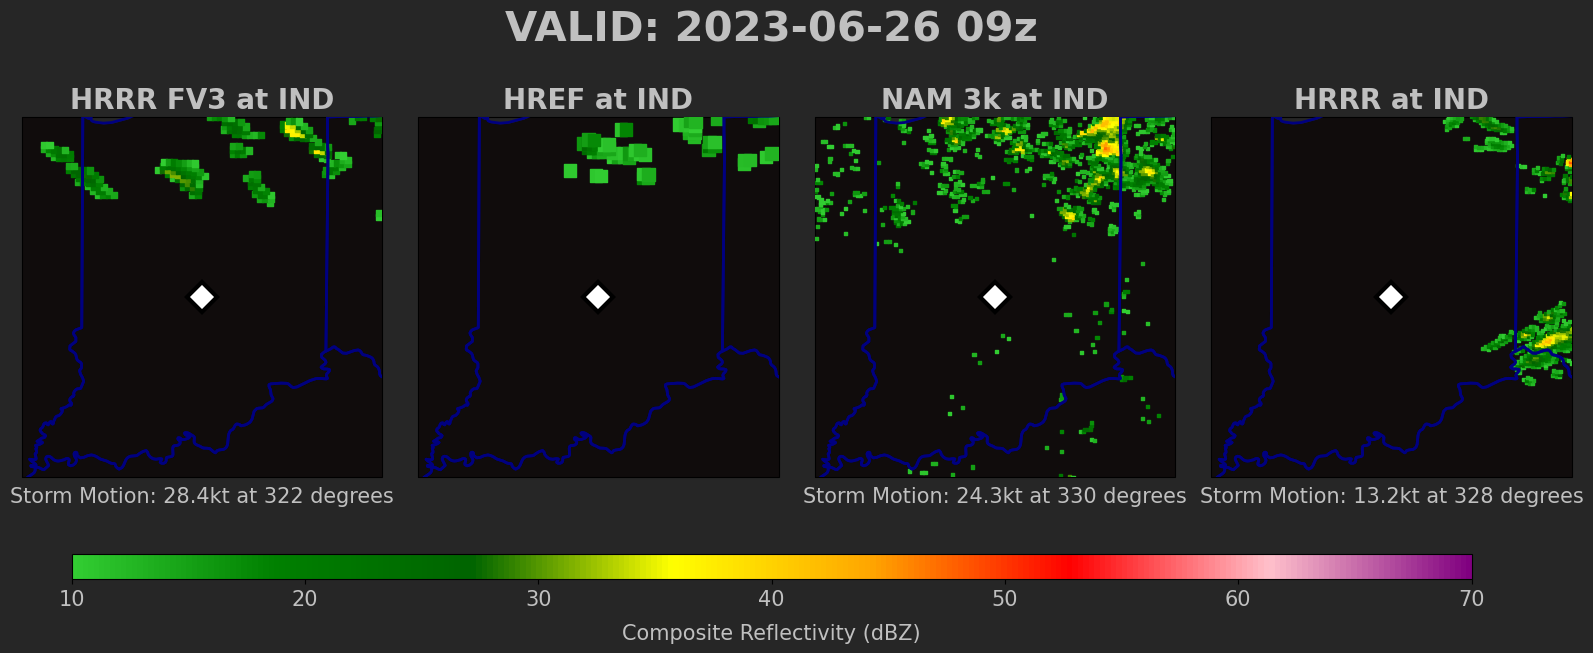 VALID: 2023-06-26 09z
HRRR FV3 at IND
HREF at IND
NAM 3k at IND
HRRR at IND
Storm Motion: 28.4kt at 322 degrees
Storm Motion: 24.3kt at 330 degrees
Storm Motion: 13.2kt at 328 degrees
10 20 30 40 50 60 70
Composite Reflectivity (dBZ)